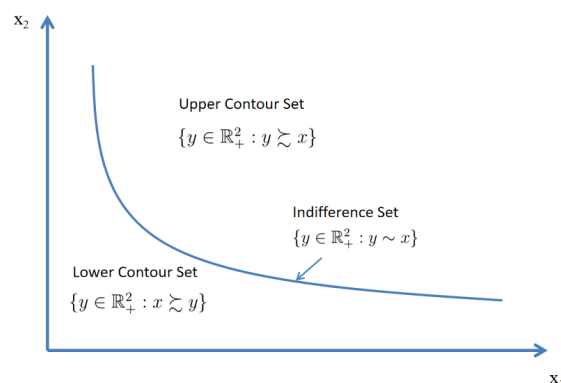 x₂
Upper Contour Set
{y ∈ ℝ²₊ : y ≿ x}
Indifference Set
{y ∈ ℝ²₊ : y ∼ x}
Lower Contour Set
{y ∈ ℝ²₊ : x ≿ y}
x